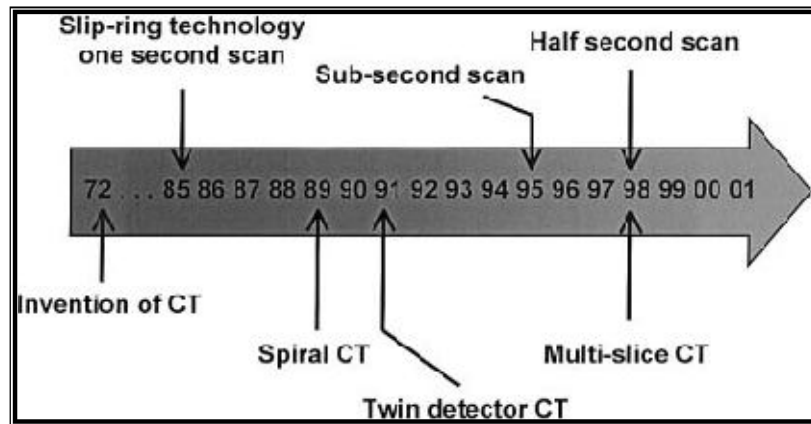 Slip-ring technology
one second scan
Sub-second scan
Half second scan
72 . . . 85 86 87 88 89 90 91 92 93 94 95 96 97 98 99 00 01
Invention of CT
Spiral CT
Twin detector CT
Multi-slice CT